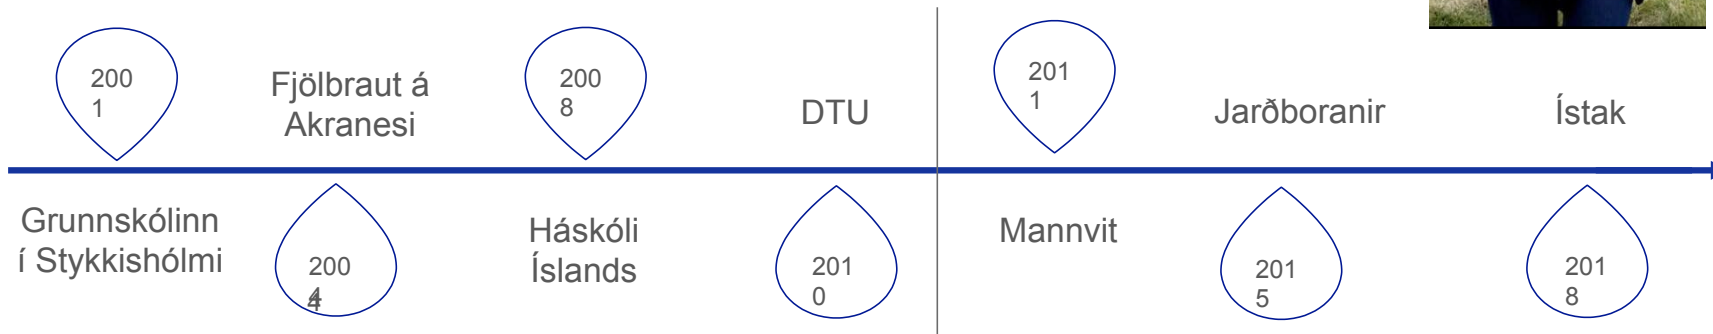 200
1
Grunnskólinn
í Stykkishólmi
Fjölbraut á
Akranesi
200
4
200
8
Háskóli
Íslands
DTU
201
0
201
1
Mannvit
Jarðboranir
201
5
Ístak
201
8